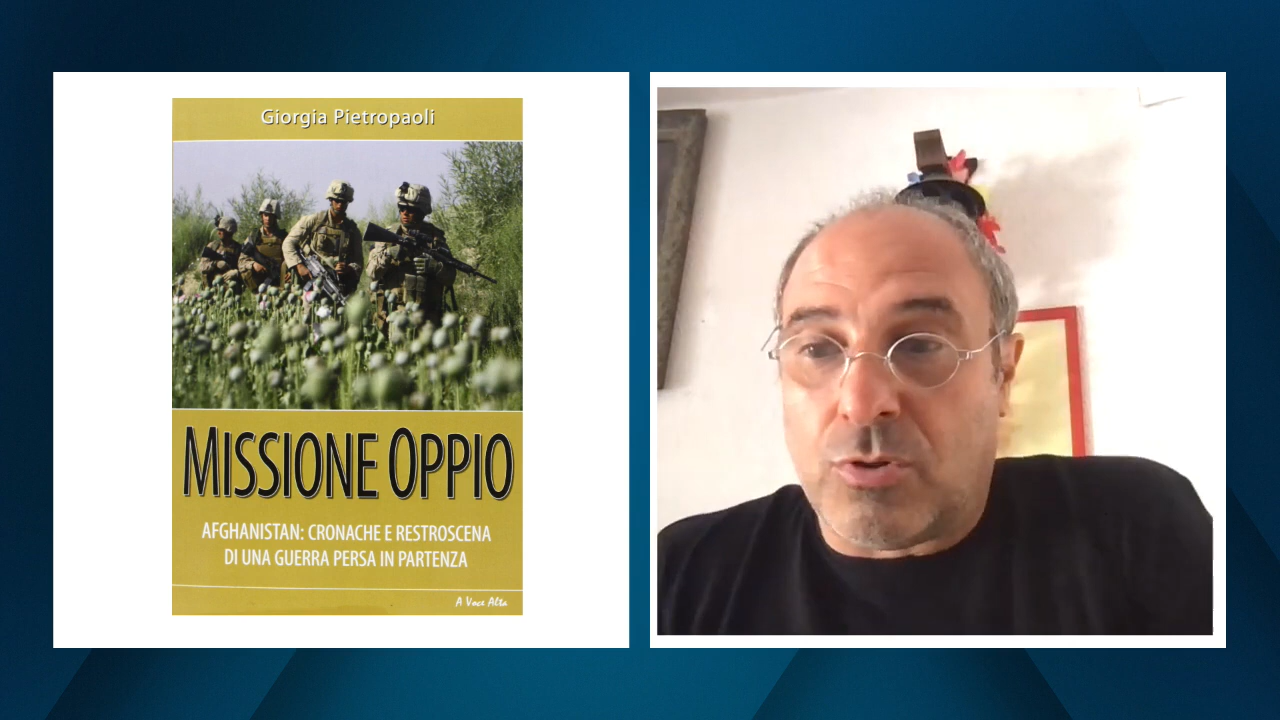 Giorgia Pietropaoli
MISSIONE OPPIO
AFGHANISTAN: CRONACHE E RESTROSCENA
DI UNA GUERRA PERSA IN PARTENZA
A Voce Alta